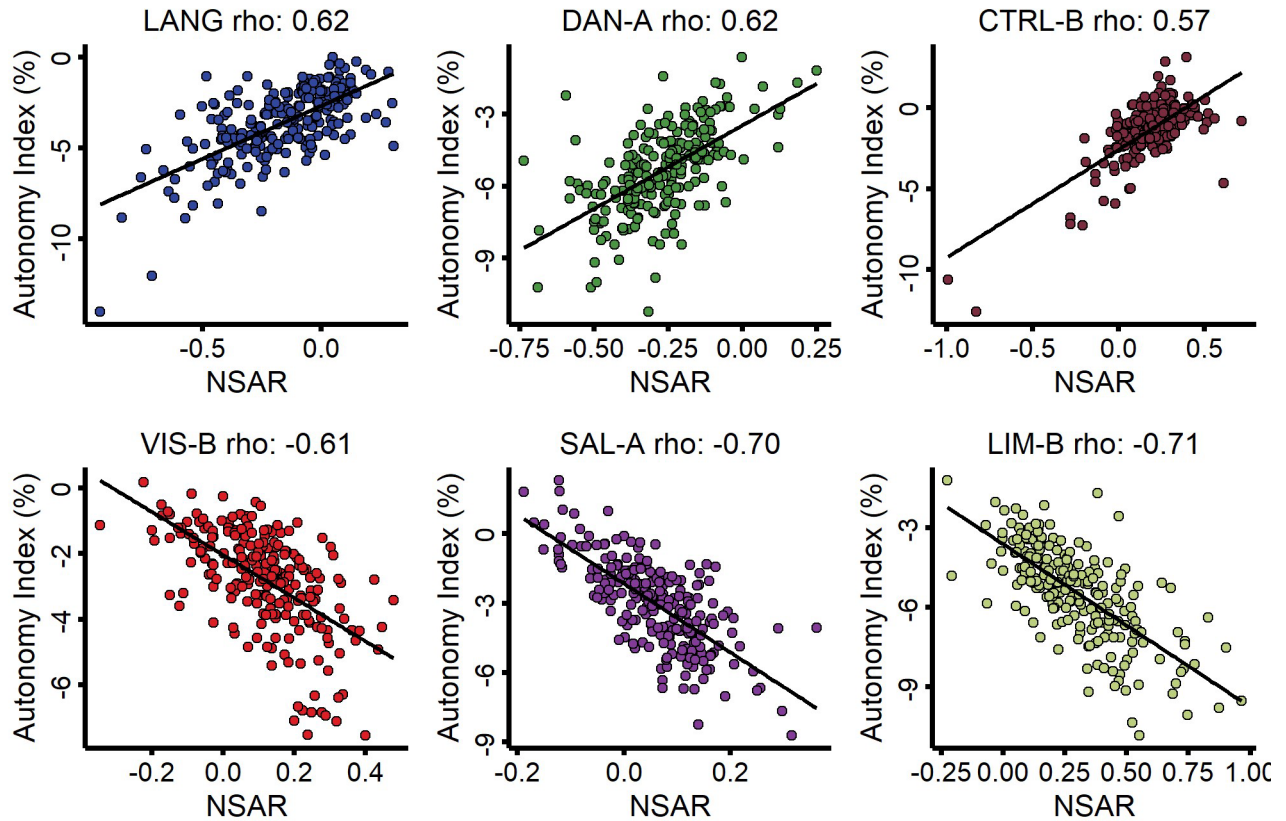 LANG rho: 0.62
Autonomy Index (%)
0
-5
-10
-0.5 0.0
NSAR
DAN-A rho: 0.62
Autonomy Index (%)
-3
-6
-9
-0.75 -0.50 -0.25 0.00 0.25
NSAR
CTRL-B rho: 0.57
Autonomy Index (%)
0
-5
-10
-1.0 -0.5 0.0 0.5
NSAR
VIS-B rho: -0.61
Autonomy Index (%)
0
-2
-4
-6
-0.2 0.0 0.2 0.4
NSAR
SAL-A rho: -0.70
Autonomy Index (%)
0
-3
-6
-9
-0.2 0.0 0.2
NSAR
LIM-B rho: -0.71
Autonomy Index (%)
-3
-6
-9
-0.25 0.00 0.25 0.50 0.75 1.00
NSAR